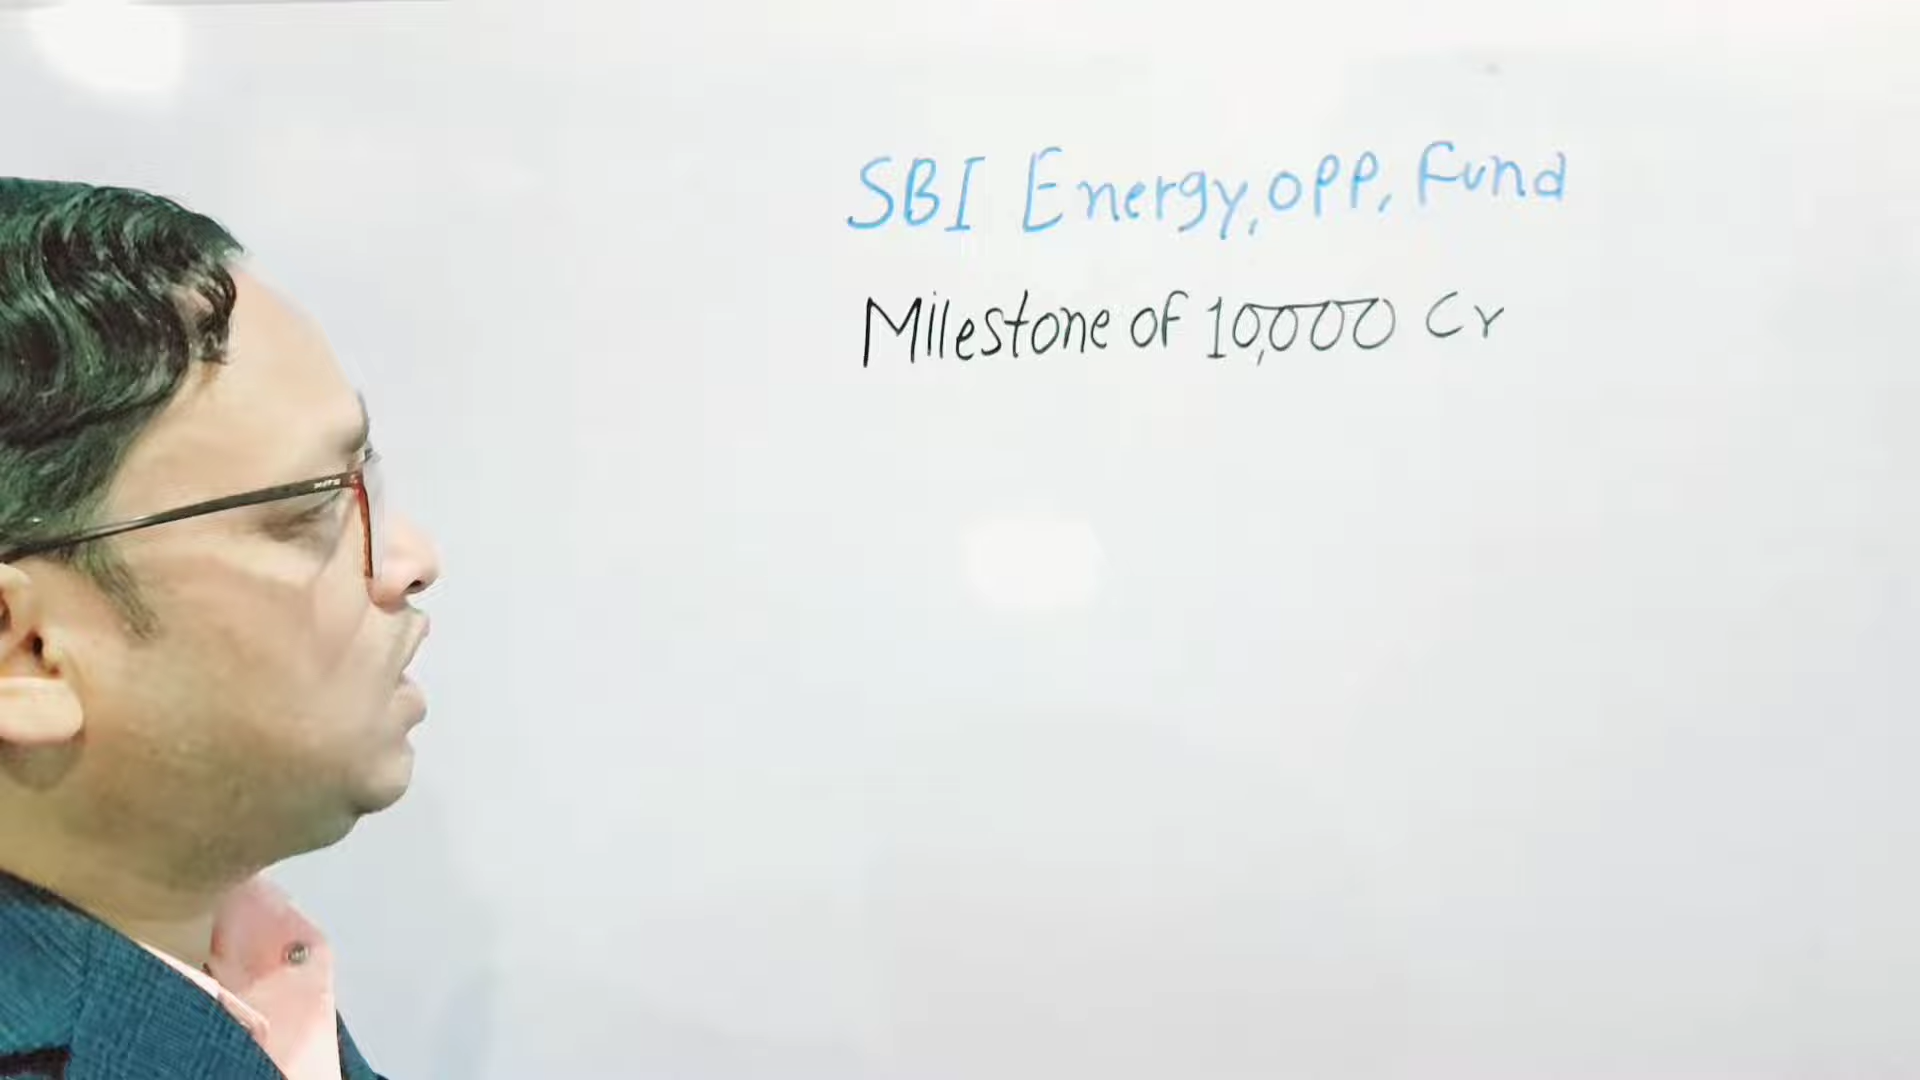 SBI Energy, opp, Fund
Milestone of 10,000 Cr